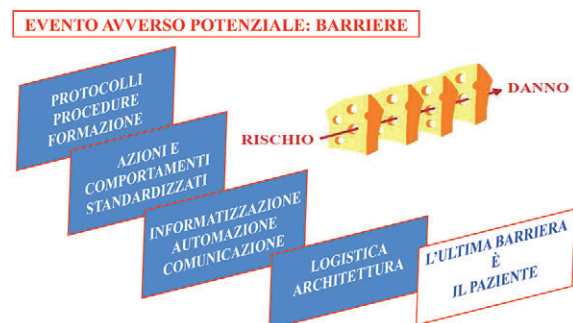 EVENTO AVVERSO POTENZIALE: BARRIERE
PROTOCOLLI
PROCEDURE
FORMAZIONE
AZIONI E
COMPORTAMENTI
STANDARDIZZATI
INFORMATIZZAZIONE
AUTOMAZIONE
COMUNICAZIONE
LOGISTICA
ARCHITETTURA
L'ULTIMA BARRIERA
È
IL PAZIENTE
RISCHIO
DANNO